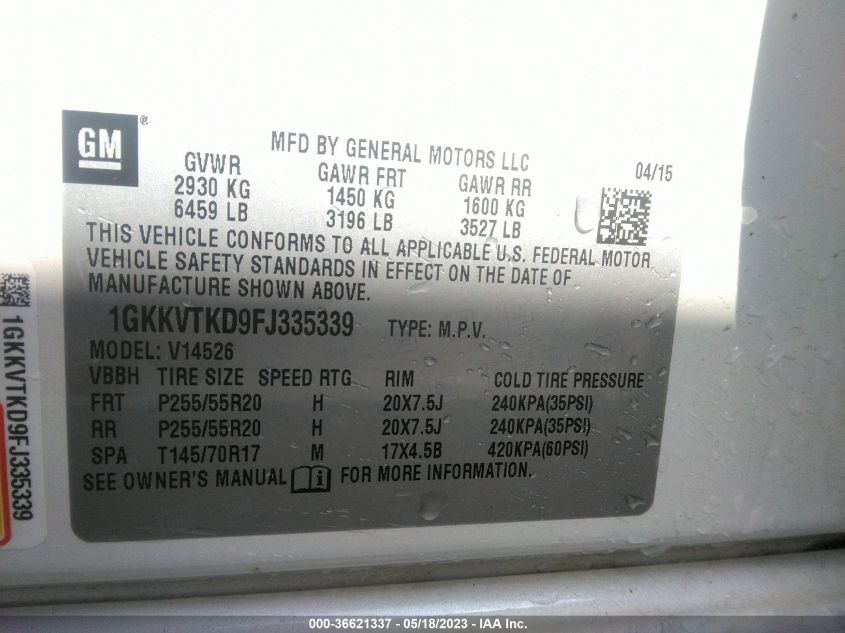 GM ®
MFD BY GENERAL MOTORS LLC
04/15
GVWR GAWR FRT GAWR RR
2930 KG 1450 KG 1600 KG
6459 LB 3196 LB 3527 LB
THIS VEHICLE CONFORMS TO ALL APPLICABLE U.S. FEDERAL MOTOR
VEHICLE SAFETY STANDARDS IN EFFECT ON THE DATE OF
MANUFACTURE SHOWN ABOVE.
1GKKVTKD9FJ335339 TYPE: M.P.V.
MODEL: V14526
VBBH TIRE SIZE SPEED RTG RIM COLD TIRE PRESSURE
FRT P255/55R20 H 20X7.5J 240KPA(35PSI)
RR P255/55R20 H 20X7.5J 240KPA(35PSI)
SPA T145/70R17 M 17X4.5B 420KPA(60PSI)
SEE OWNER'S MANUAL i FOR MORE INFORMATION.
1GKKVTKD9FJ335339
000-36621337 - 05/18/2023 - IAA Inc.